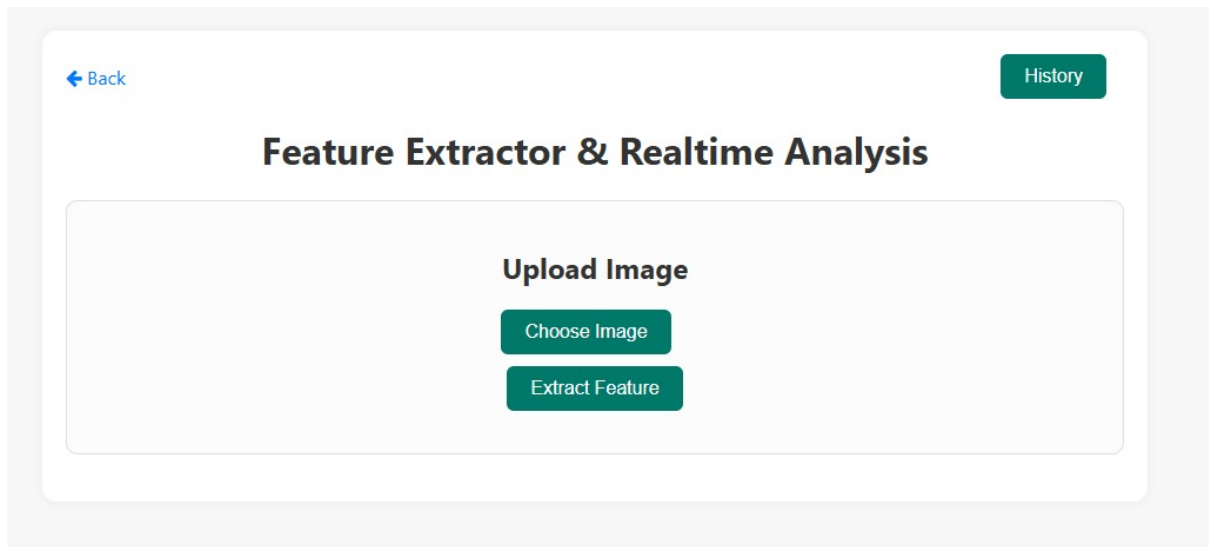 Back
History
Feature Extractor & Realtime Analysis
Upload Image
Choose Image
Extract Feature